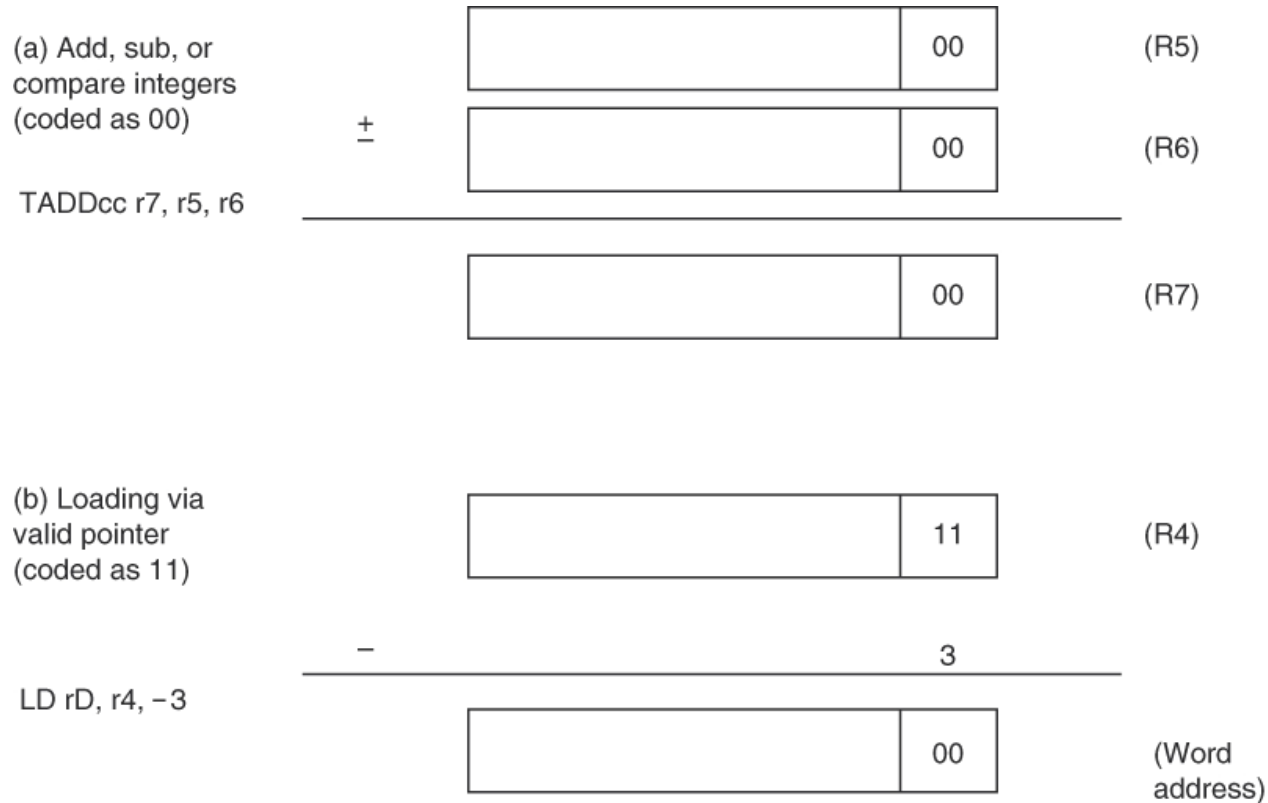 (a) Add, sub, or
compare integers
(coded as 00)
TADDcc r7, r5, r6
00 (R5)
±
00 (R6)
00 (R7)
(b) Loading via
valid pointer
(coded as 11)
11 (R4)
– 3
LD rD, r4, –3
00 (Word
address)